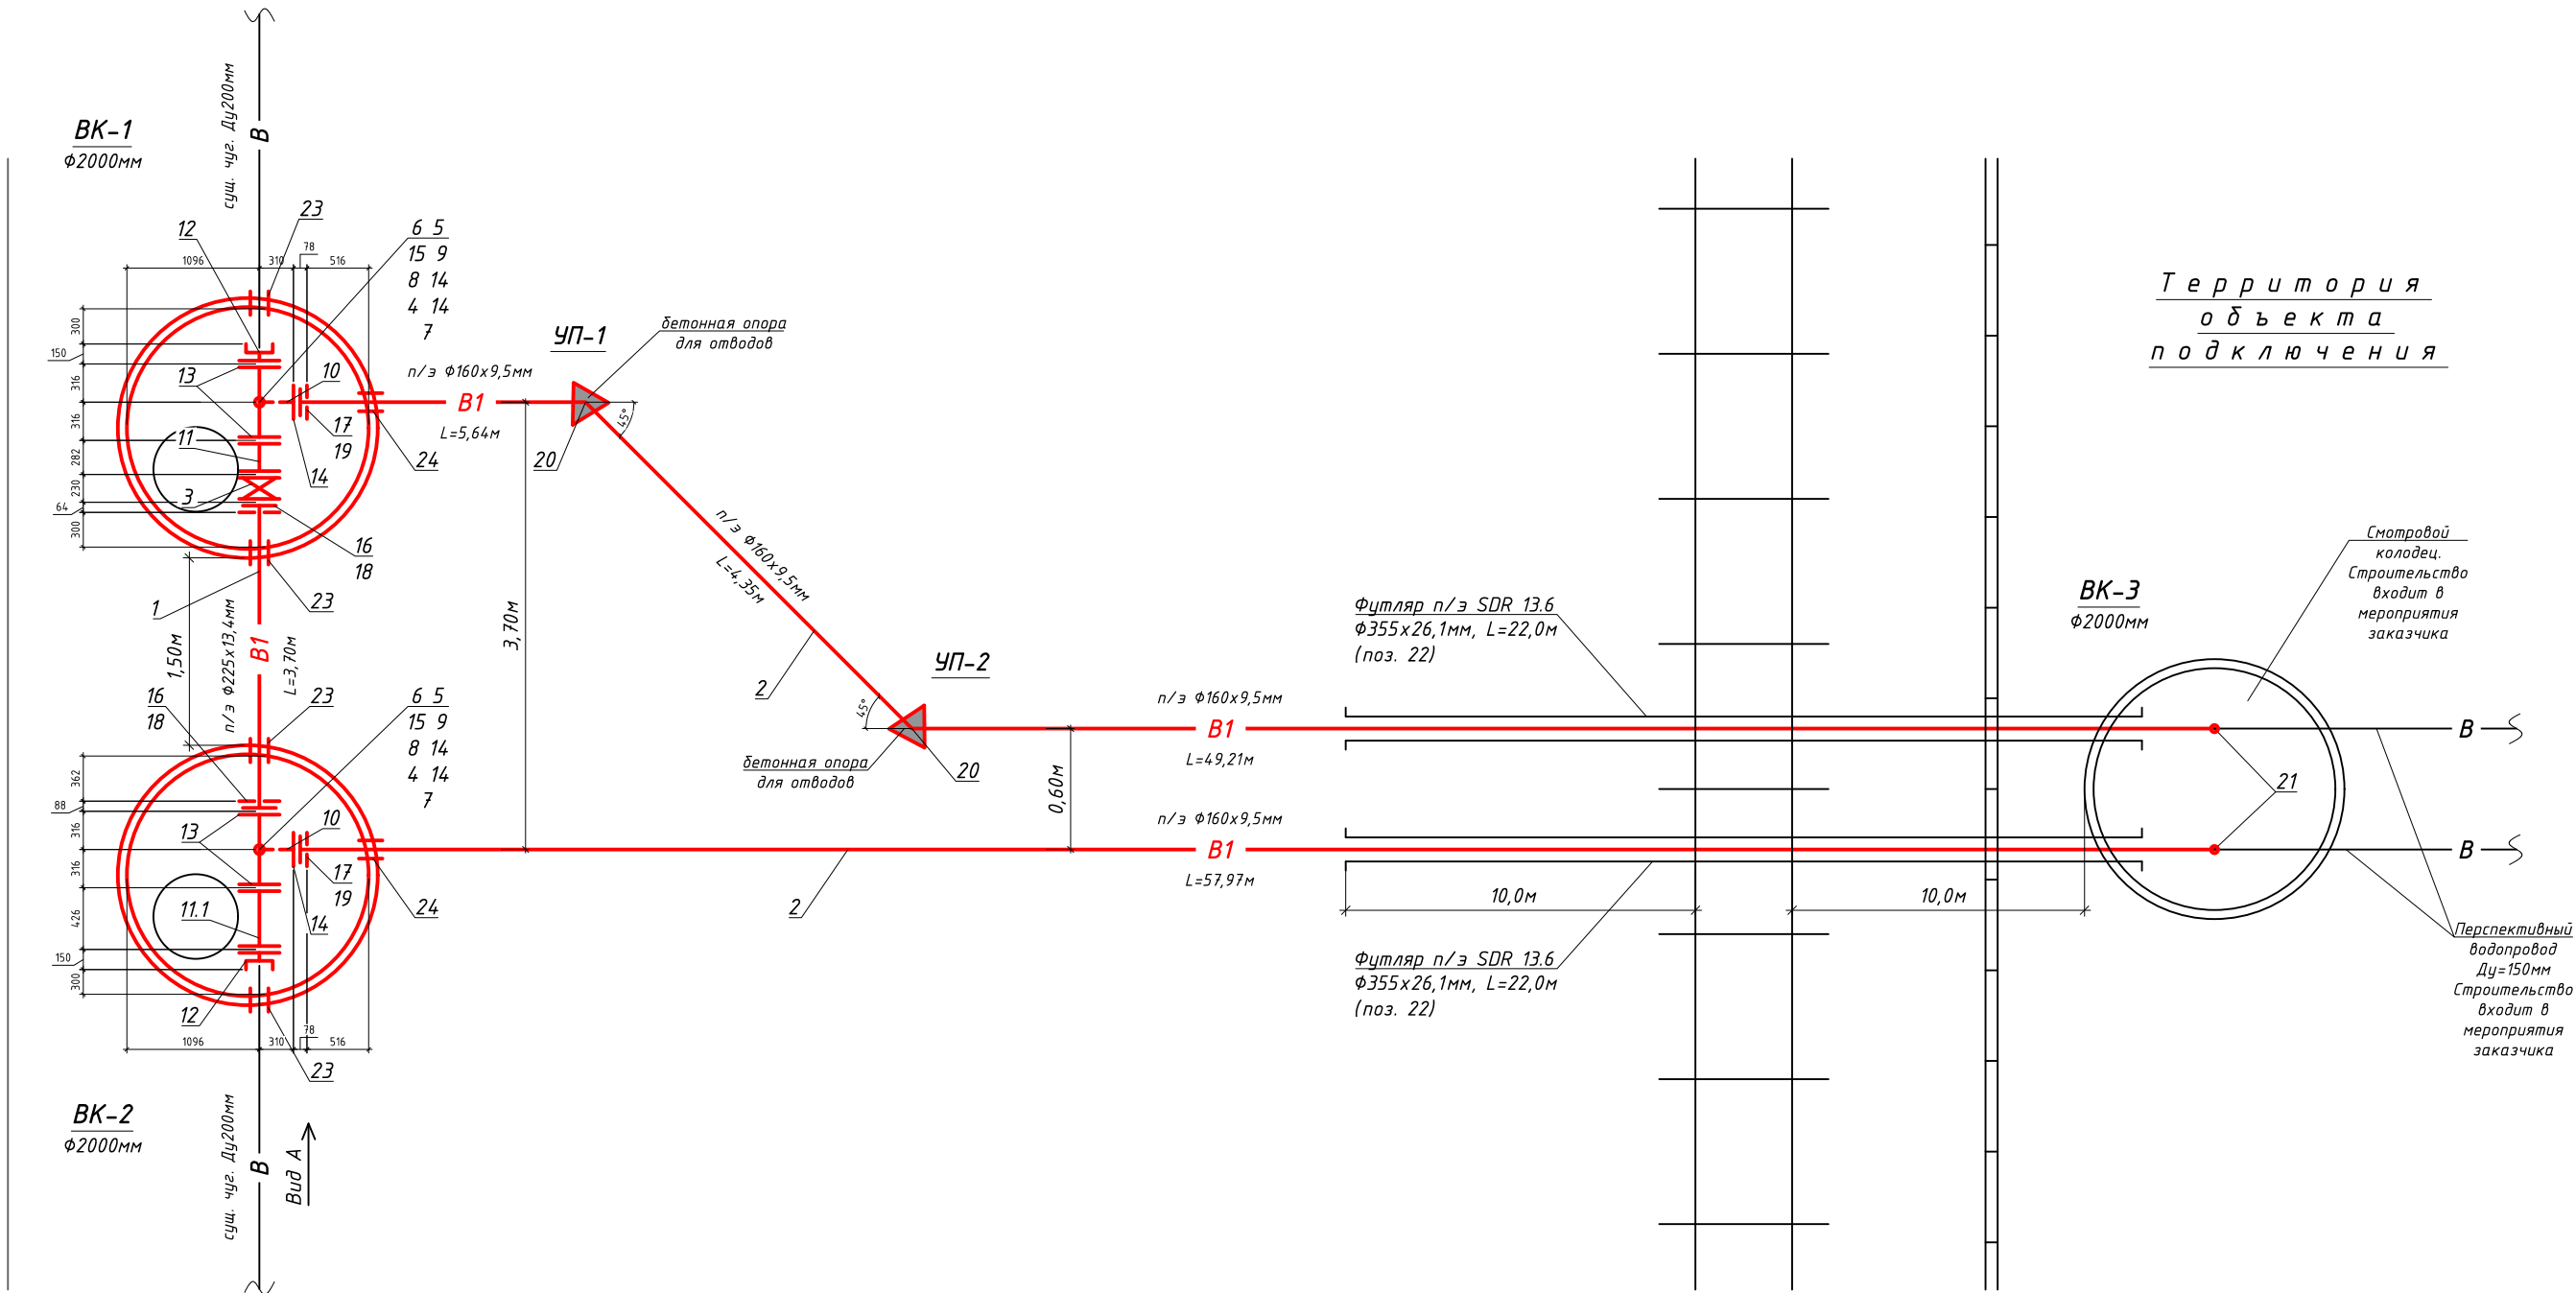 ВК-1
Ф2000мм
сущ. чуг. Ду200мм
В
12
23
6 5
15 9
8 14
4 14
7
1096
310
78
516
300
150
316
316
282
230
64
300
13
11
3
10
17
19
14
24
16
18
23
1
п/э Ф160х9,5мм
В1
L=5,64м
УП-1
бетонная опора
для отводов
45°
20
3,70м
п/э Ф160х9,5мм
L=4,35м
2
1,50м
п/э Ф225х13,4мм
В1
L=3,70м
16
18
23
6 5
15 9
8 14
4 14
7
362
88
316
316
426
150
300
13
11.1
12
10
17
19
14
24
1096
310
78
516
23
ВК-2
Ф2000мм
сущ. чуг. Ду200мм
В
Вид А
УП-2
45°
бетонная опора
для отводов
20
0,60м
2
п/э Ф160х9,5мм
В1
L=49,21м
п/э Ф160х9,5мм
В1
L=57,97м
Футляр п/э SDR 13.6
Ф355х26,1мм, L=22,0м
(поз. 22)
10,0м
10,0м
Футляр п/э SDR 13.6
Ф355х26,1мм, L=22,0м
(поз. 22)
Территория
объекта
подключения
ВК-3
Ф2000мм
Смотровой
колодец.
Строительство
входит в
мероприятия
заказчика
21
В
В
Перспективный
водопровод
Ду=150мм
Строительство
входит в
мероприятия
заказчика